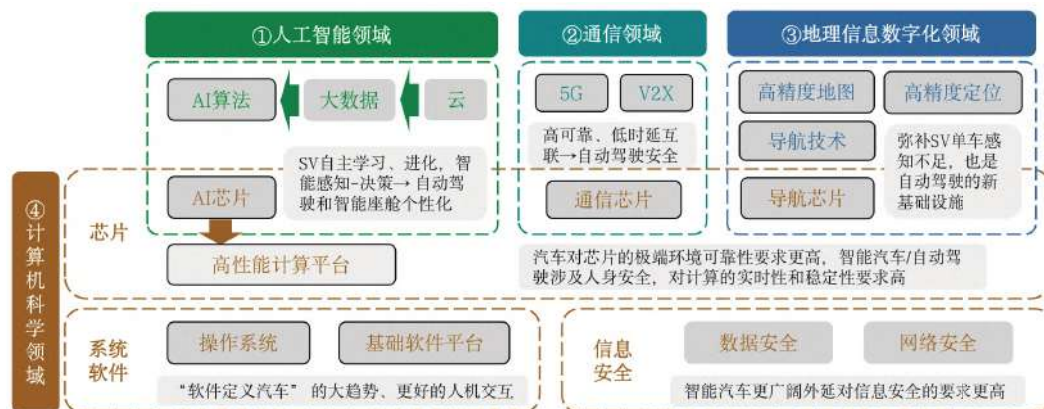 ①人工智能领域
②通信领域
③地理信息数字化领域
AI算法
大数据
云
5G
V2X
高精度地图
高精度定位
高可靠、低时延互
联→自动驾驶安全
导航技术
弥补SV单车感
知不足，也是
自动驾驶的新
基础设施
SV自主学习、进化，智
能感知-决策→ 自动驾
驶和智能座舱个性化
④计算机科学领域
芯片
AI芯片
通信芯片
导航芯片
高性能计算平台
汽车对芯片的极端环境可靠性要求更高，智能汽车/自动驾
驶涉及人身安全，对计算的实时性和稳定性要求高
系统
软件
操作系统
基础软件平台
“软件定义汽车” 的大趋势、更好的人机交互
信息
安全
数据安全
网络安全
智能汽车更广阔外延对信息安全的要求更高